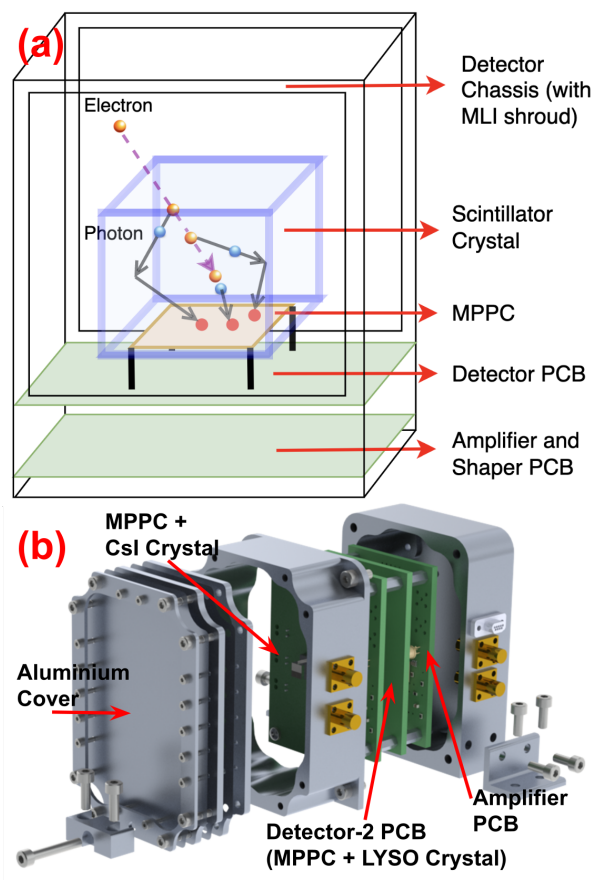 (a)
Electron
Detector
Chassis (with
MLI shroud)
Photon
Scintillator
Crystal
MPPC
Detector PCB
Amplifier and
Shaper PCB
(b)
MPPC +
CsI Crystal
Aluminium
Cover
Amplifier
PCB
Detector-2 PCB
(MPPC + LYSO Crystal)